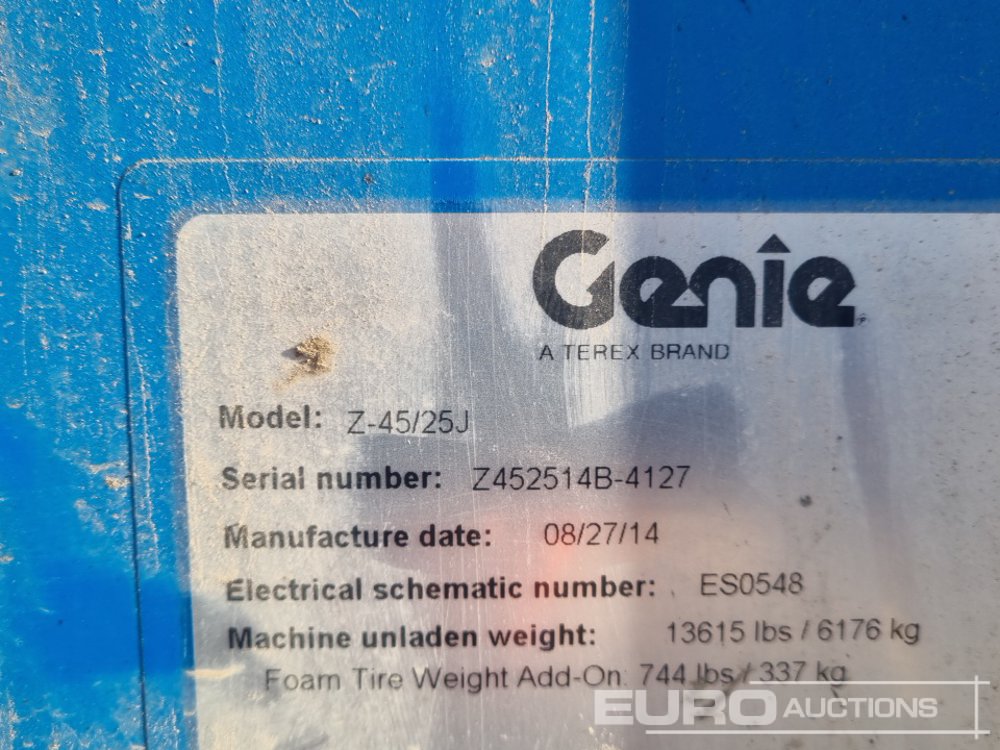 Genie
A TEREX BRAND
Model: Z-45/25J
Serial number: Z452514B-4127
Manufacture date: 08/27/14
Electrical schematic number: ES0548
Machine unladen weight: 13615 lbs / 6176 kg
Foam Tire Weight Add-On: 744 lbs / 337 kg
EURO AUCTIONS